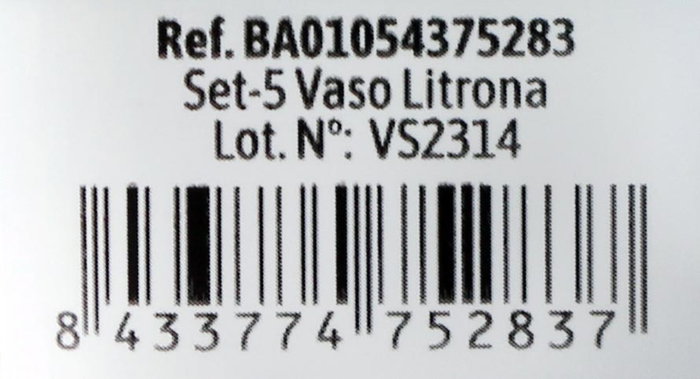 Ref. BA01054375283
Set-5 Vaso Litrona
Lot. Nº: VS2314
8 433774 752837